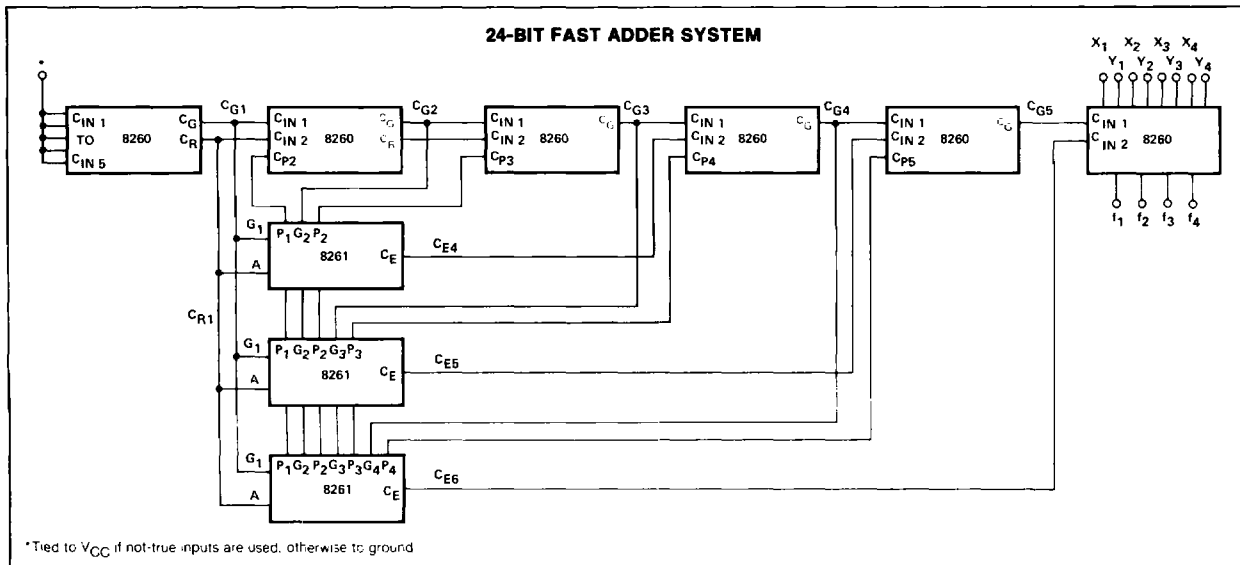 24-BIT FAST ADDER SYSTEM
*
X1 X2 X3 X4
Y1 Y2 Y3 Y4
CG1 CG2 CG3 CG4 CG5
CIN 1 CG
TO 8260 CR
CIN 5
CIN 1 CG
CIN 2 8260 CR
CP2
CIN 1 CG
CIN 2 8260
CP3
CIN 1 CG
CIN 2 8260
CP4
CIN 1 CG
CIN 2 8260
CP5
CIN 1
CIN 2 8260
f1 f2 f3 f4
G1 P1 G2 P2
8261
A CE CE4
CR1
G1 P1 G2 P2 G3 P3
8261
A CE CE5
G1 P1 G2 P2 G3 P3 G4 P4
8261
A CE CE6
*Tied to VCC if not-true inputs are used, otherwise to ground